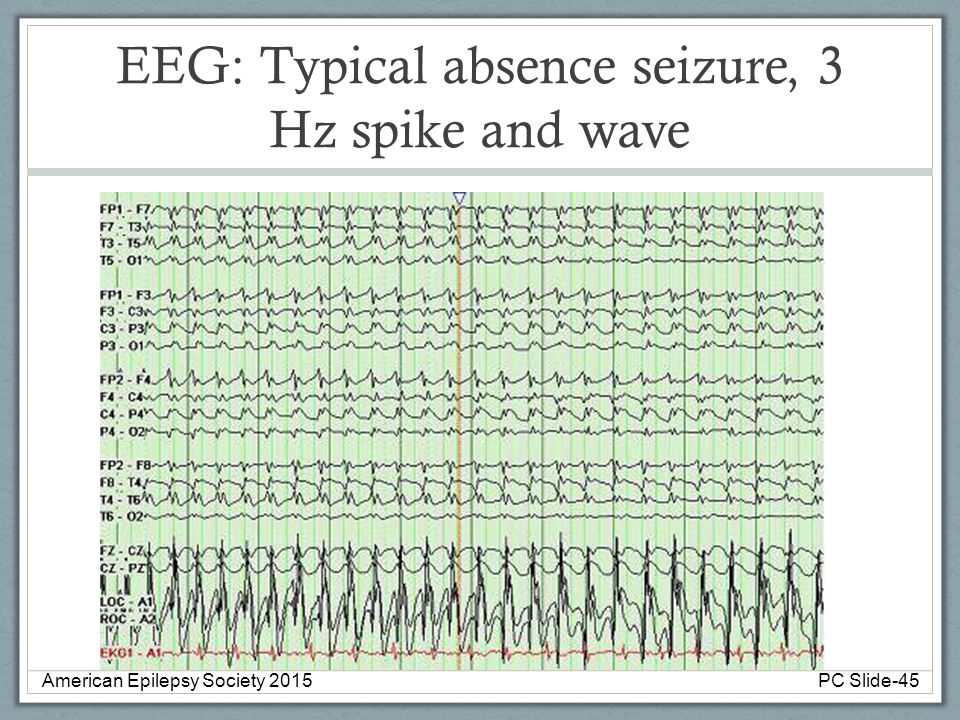 EEG: Typical absence seizure, 3
Hz spike and wave
FP1 - F7
F7 - T3
T3 - T5
T5 - O1
FP1 - F3
F3 - C3
C3 - P3
P3 - O1
FP2 - F4
F4 - C4
C4 - P4
P4 - O2
FP2 - F8
F8 - T4
T4 - T6
T6 - O2
FZ - CZ
CZ - PZ
LOC - A1
ROC - A2
EKG1 - A1
American Epilepsy Society 2015
PC Slide-45